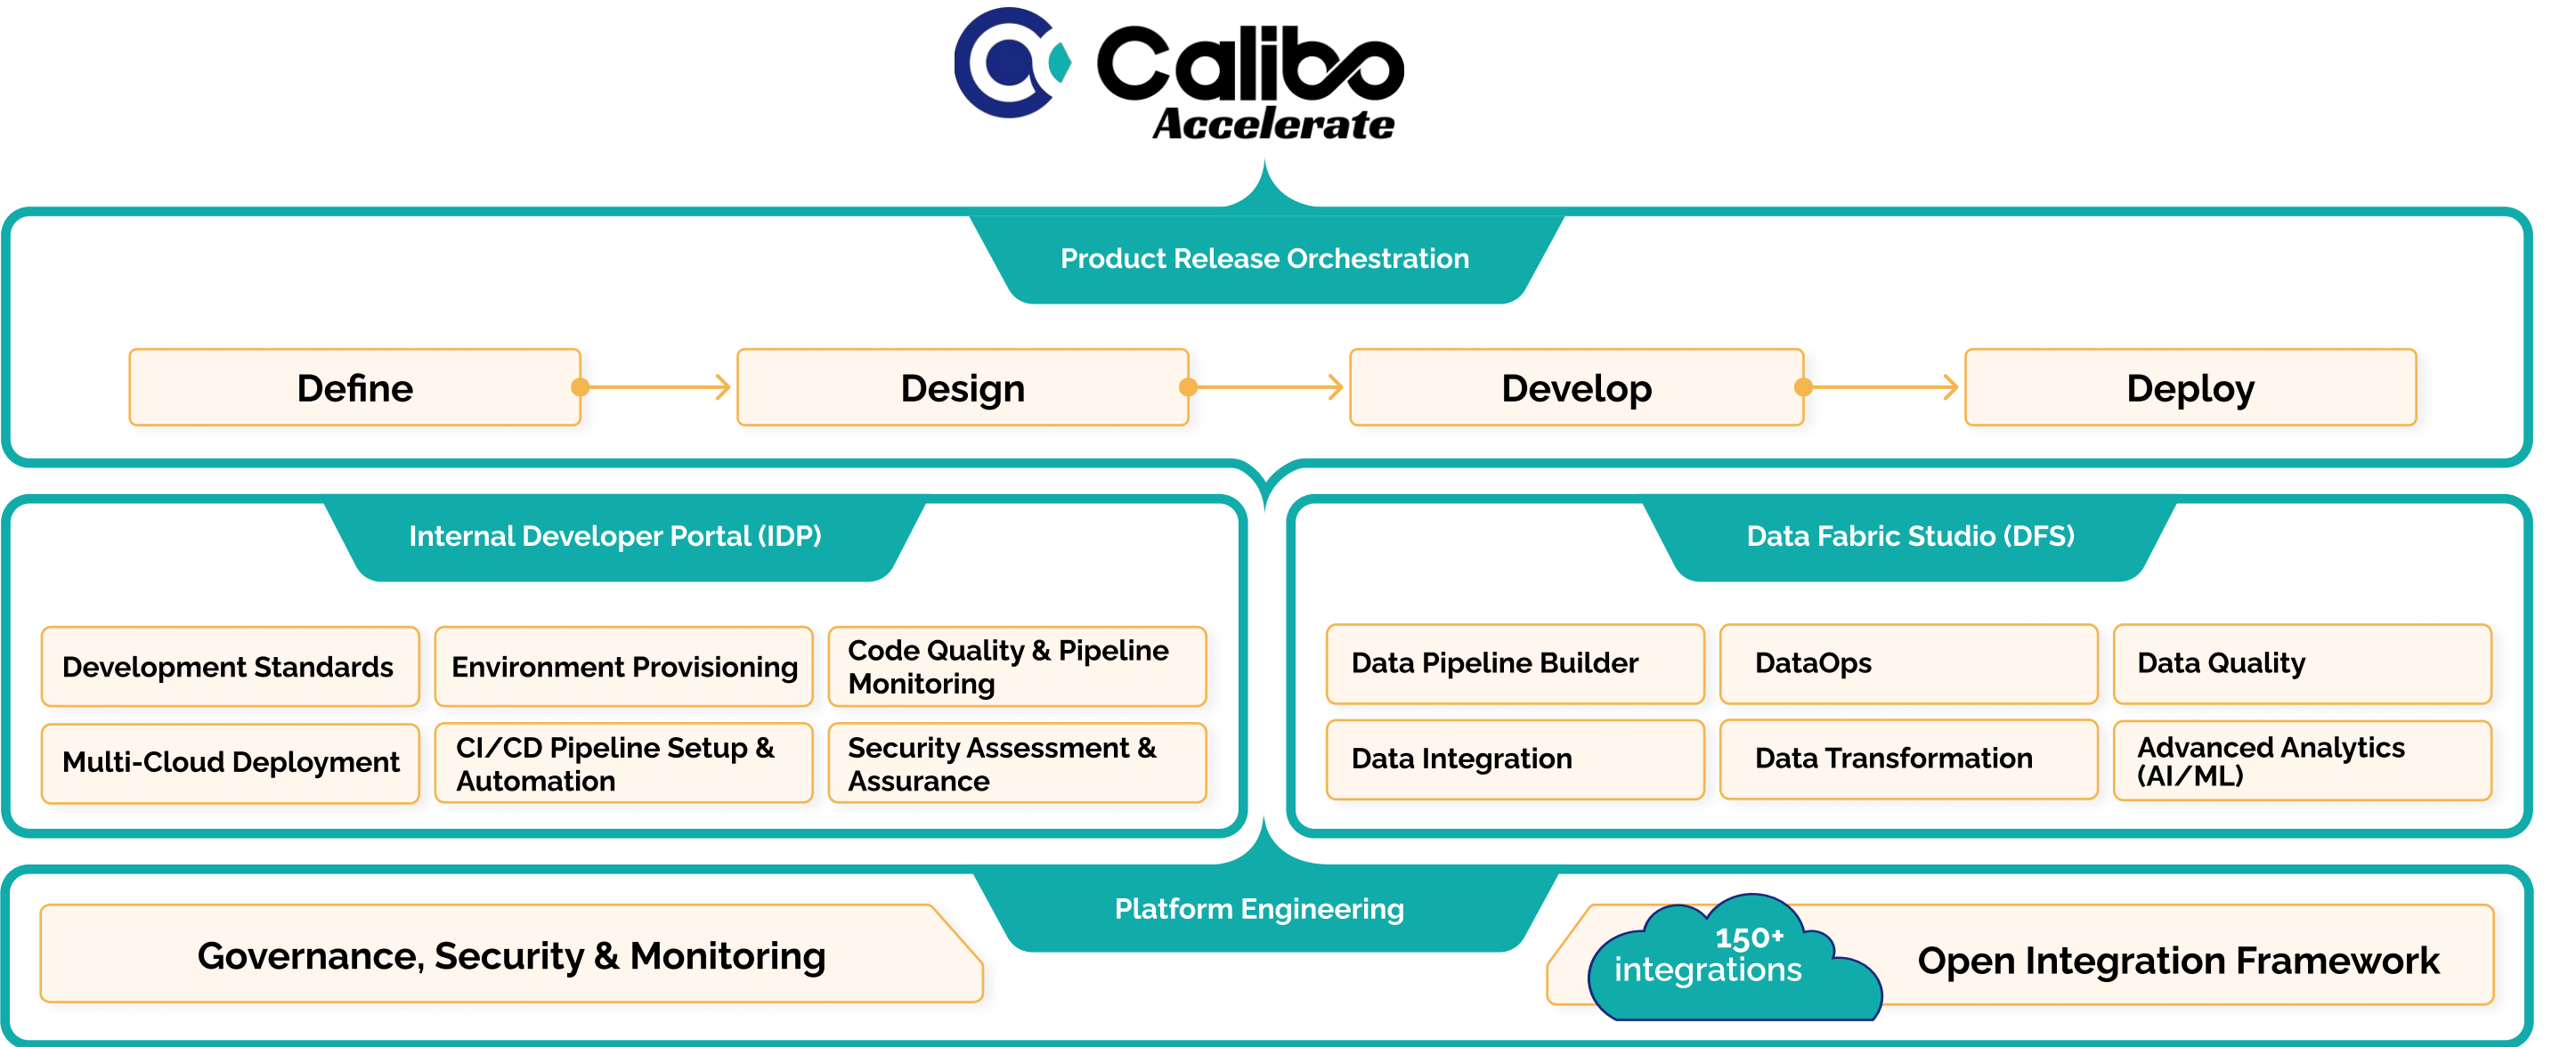 Calibo
Accelerate
Product Release Orchestration
Define
Design
Develop
Deploy
Internal Developer Portal (IDP)
Development Standards
Environment Provisioning
Code Quality & Pipeline
Monitoring
Multi-Cloud Deployment
CI/CD Pipeline Setup &
Automation
Security Assessment &
Assurance
Data Fabric Studio (DFS)
Data Pipeline Builder
DataOps
Data Quality
Data Integration
Data Transformation
Advanced Analytics
(AI/ML)
Platform Engineering
Governance, Security & Monitoring
150+
integrations
Open Integration Framework